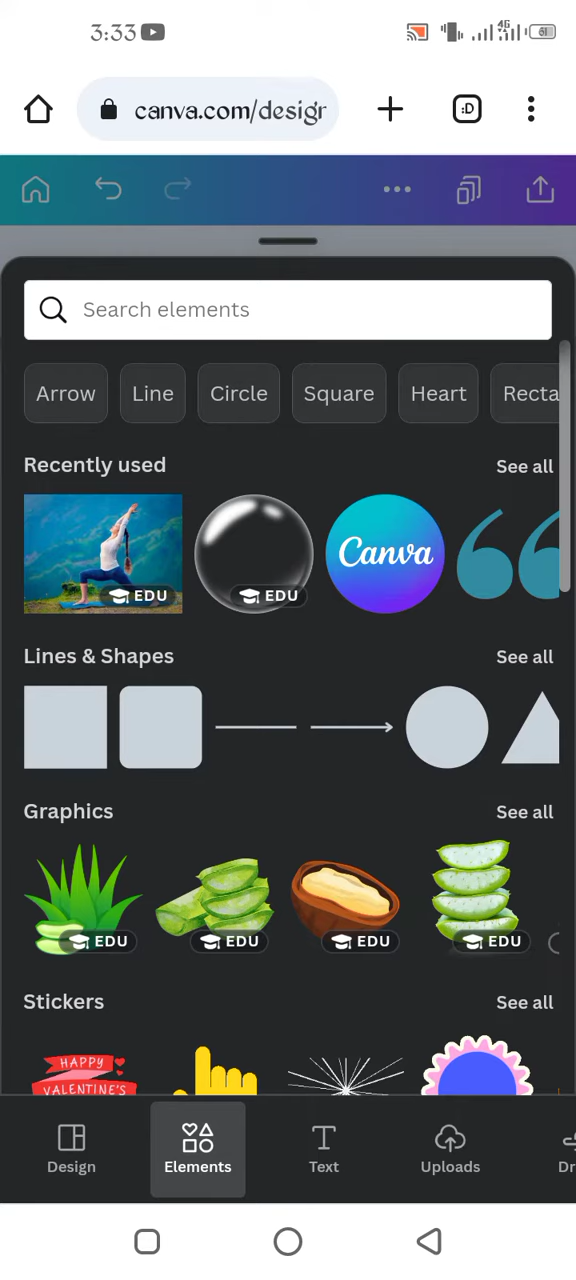 3:33
4G
61
canva.com/desigr
:D
Search elements
Arrow Line Circle Square Heart Recta
Recently used See all
EDU EDU Canva
Lines & Shapes See all
Graphics See all
EDU EDU EDU EDU
Stickers See all
HAPPY
VALENTINE'S
Design Elements Text Uploads Dr